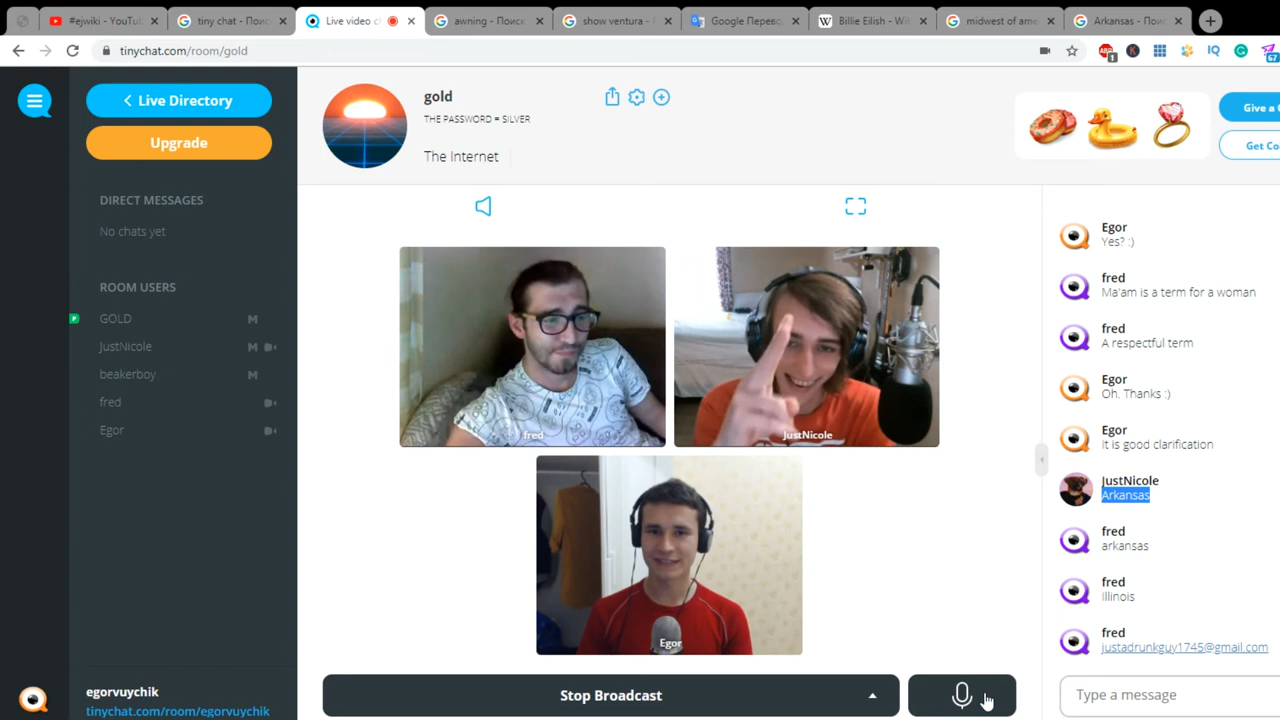 #ejwiki - YouTu
tiny chat - Поис
Live video c
awning - Поиск
show ventura - П
Google Перево
Billie Eilish - Wi
midwest of ame
Arkansas - Пои
tinychat.com/room/gold
1
IQ
67
Live Directory
Upgrade
DIRECT MESSAGES
No chats yet
ROOM USERS
P GOLD M
JustNicole M
beakerboy M
fred
Egor
egorvuychik
tinychat.com/room/egorvuychik
gold
THE PASSWORD = SILVER
The Internet
Give a
Get Co
fred
JustNicole
Egor
Stop Broadcast
Egor
Yes? :)
fred
Ma'am is a term for a woman
fred
A respectful term
Egor
Oh. Thanks :)
Egor
It is good clarification
JustNicole
Arkansas
fred
arkansas
fred
Illinois
fred
justadrunkguy1745@gmail.com
Type a message